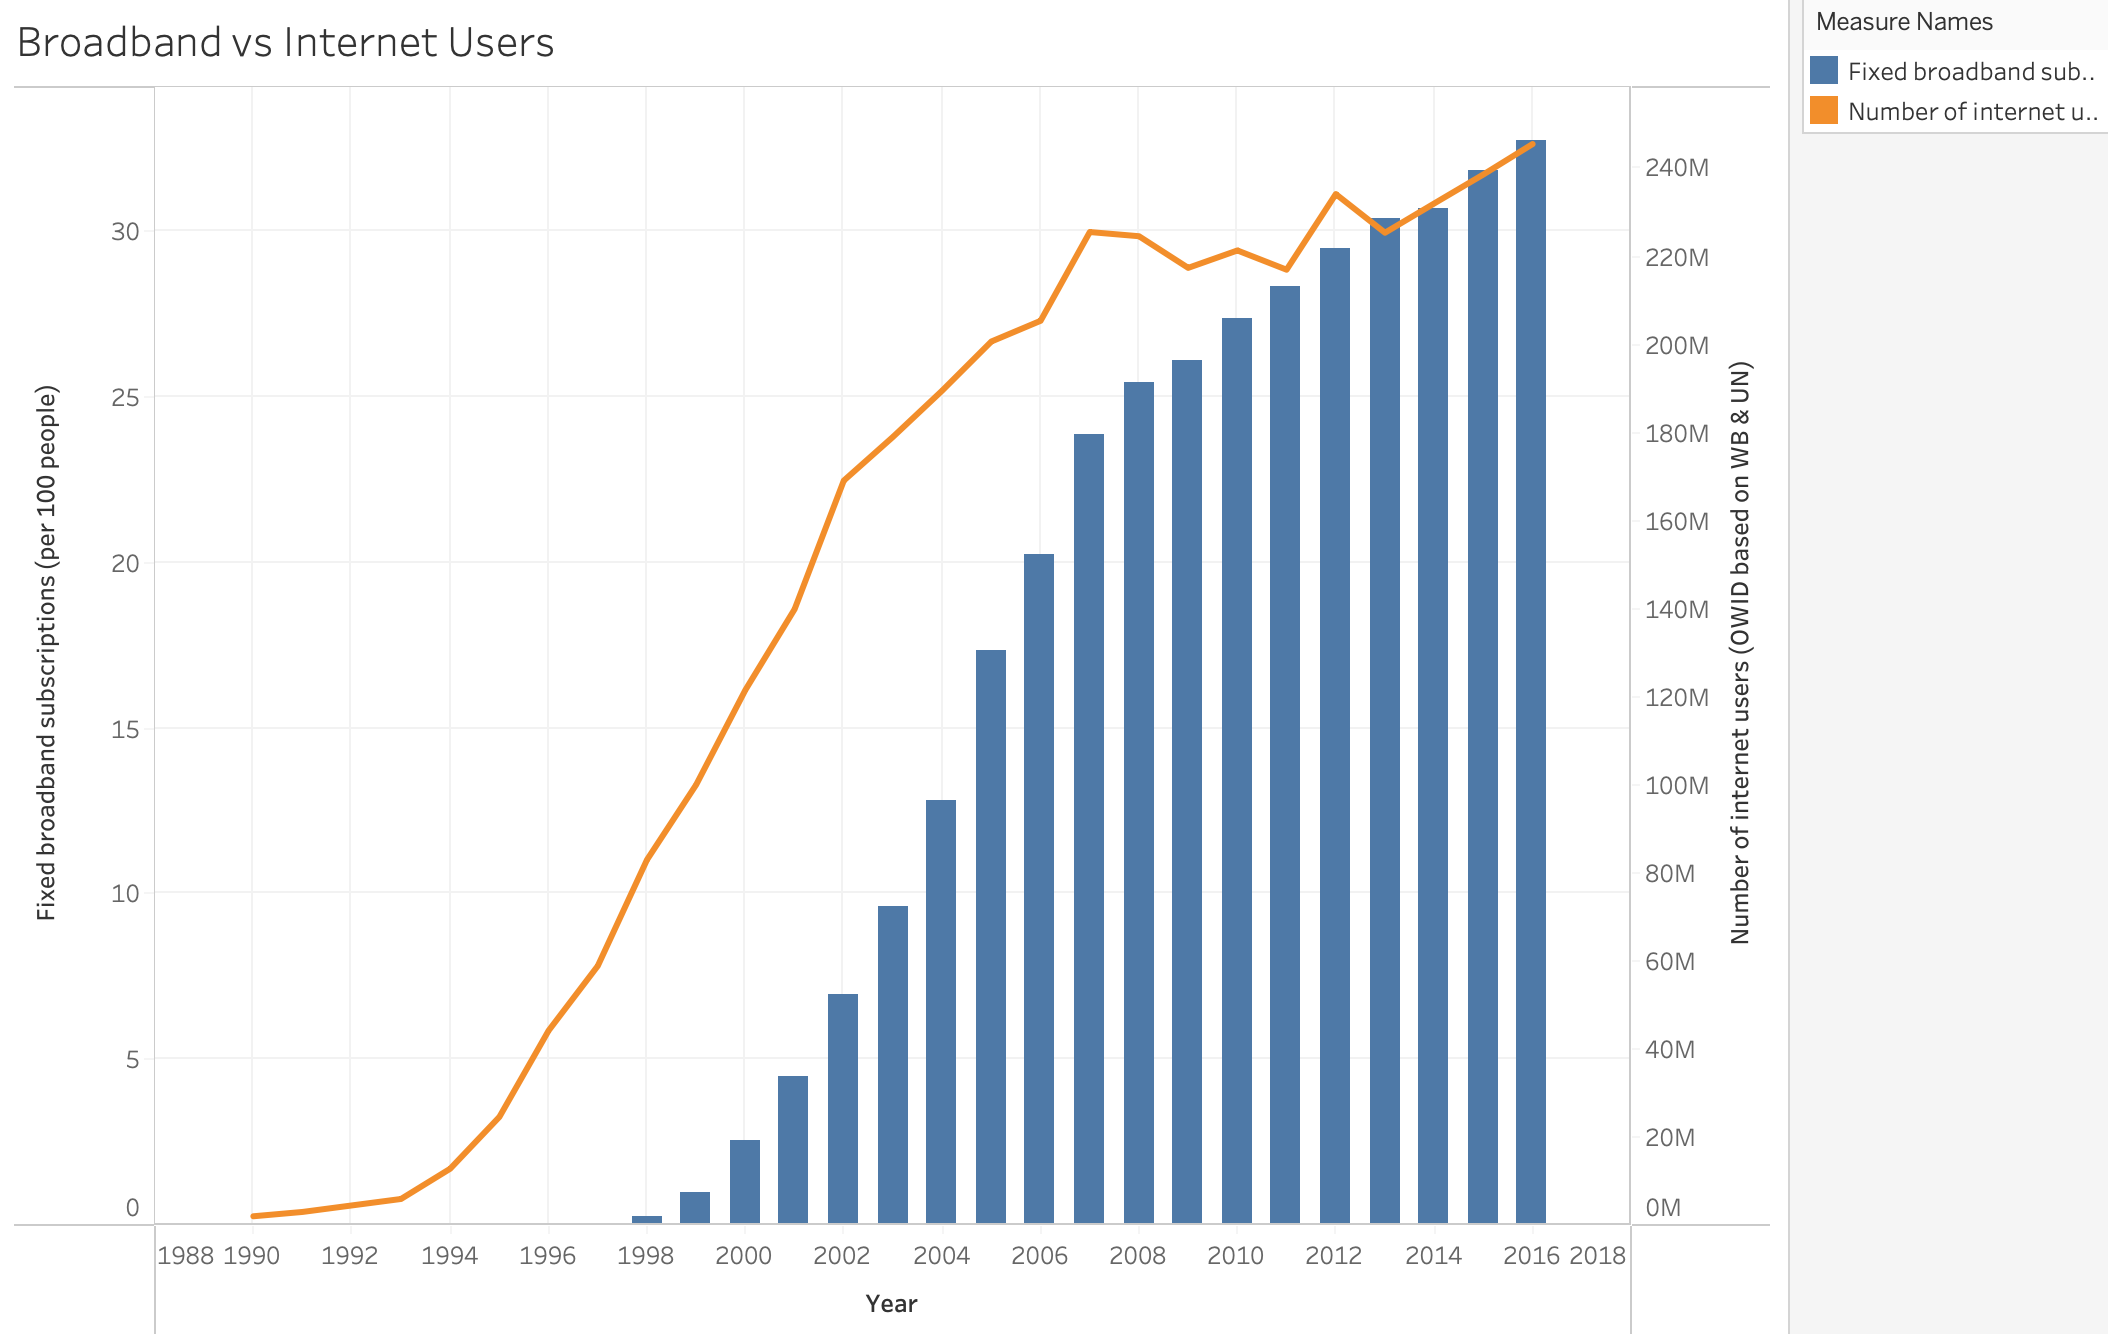 Broadband vs Internet Users
Measure Names
Fixed broadband sub..
Number of internet u..
Fixed broadband subscriptions (per 100 people)
30
25
20
15
10
5
0
240M
220M
200M
180M
160M
140M
120M
100M
80M
60M
40M
20M
0M
Number of internet users (OWID based on WB & UN)
1988 1990 1992 1994 1996 1998 2000 2002 2004 2006 2008 2010 2012 2014 2016 2018
Year